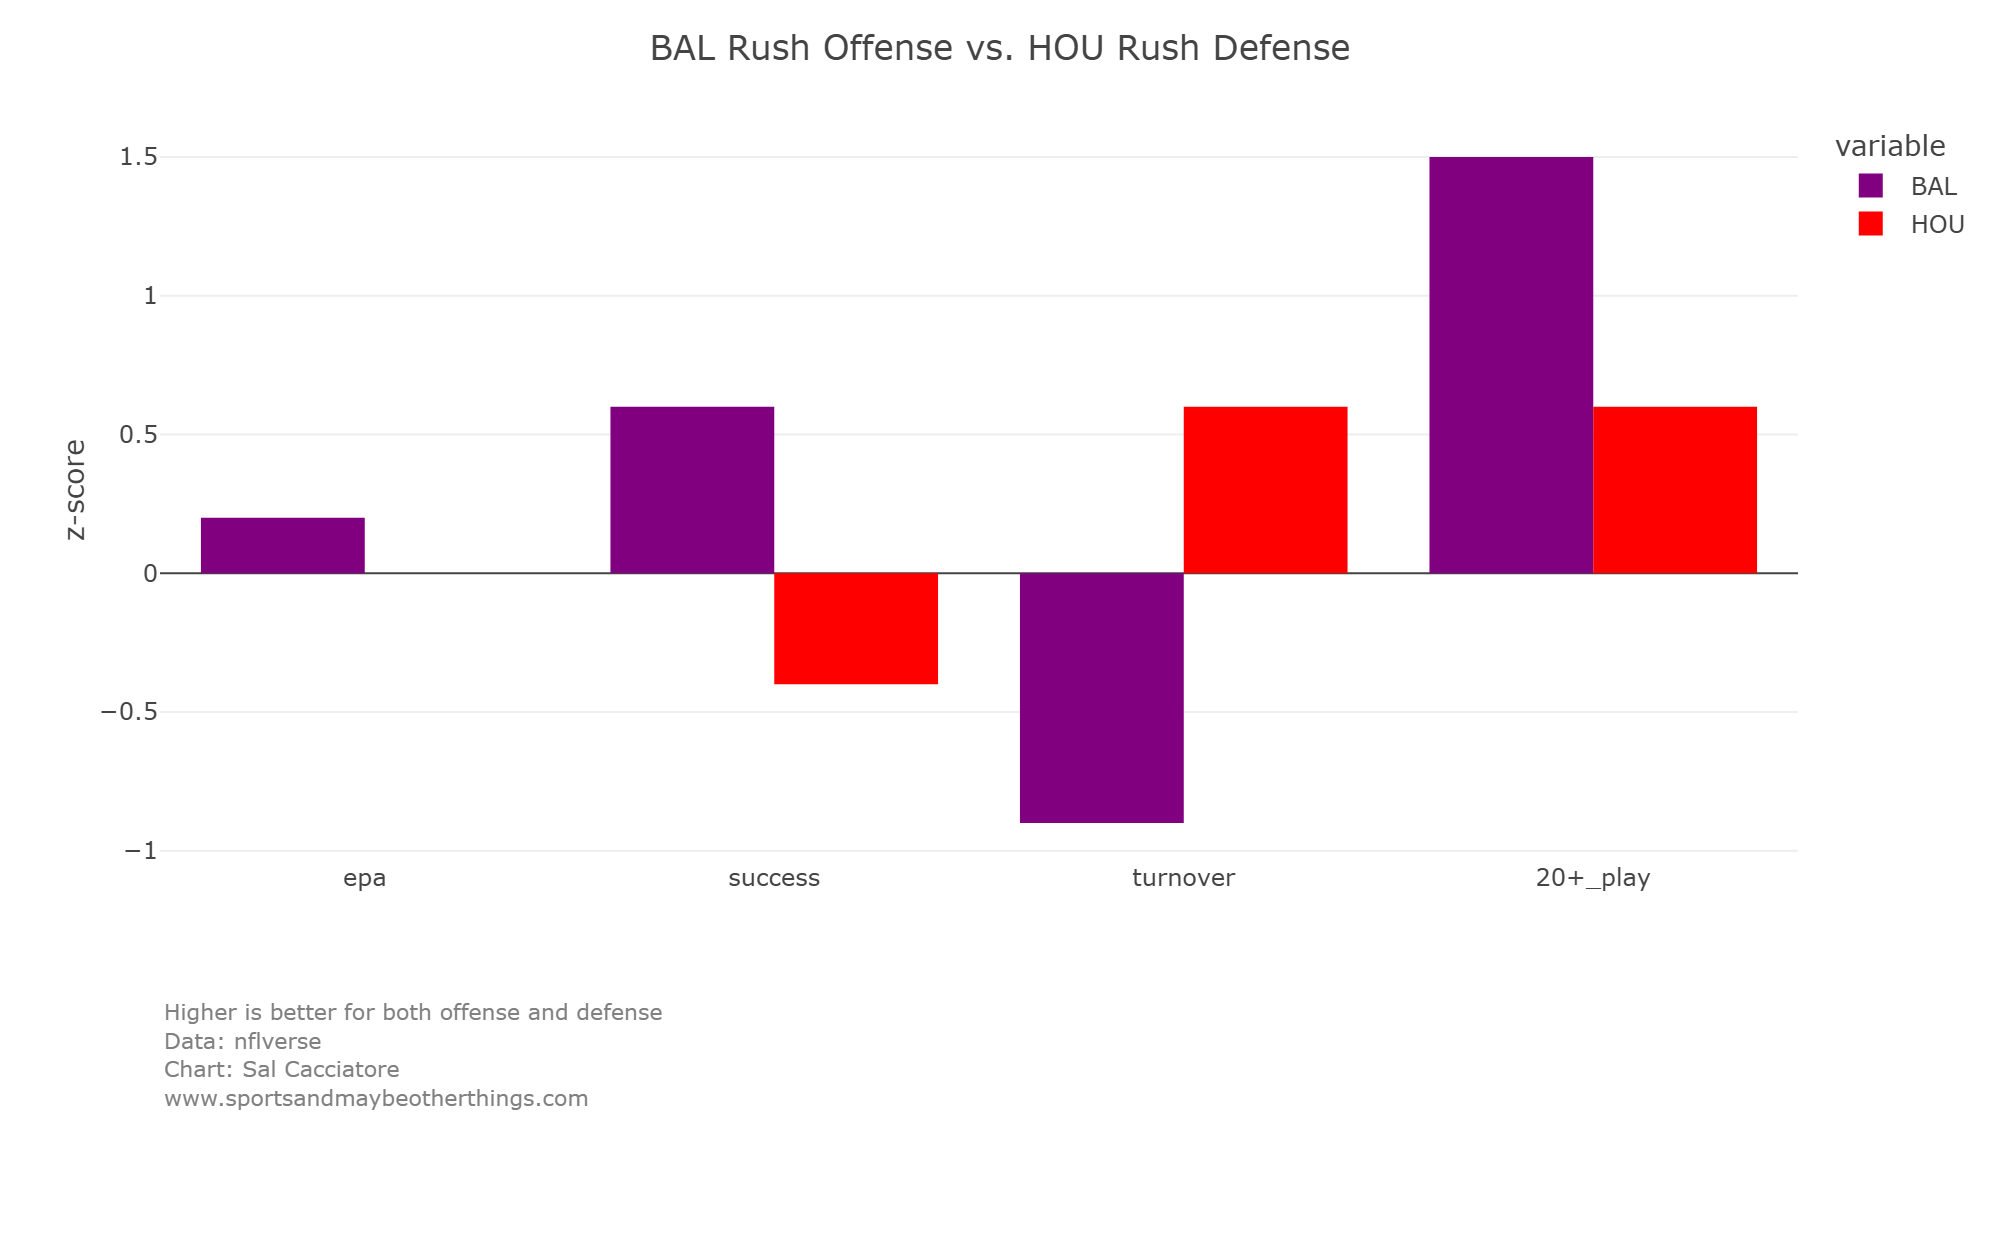 BAL Rush Offense vs. HOU Rush Defense
variable
BAL
HOU
1.5
1
0.5
0
−0.5
−1
z-score
epa
success
turnover
20+_play
Higher is better for both offense and defense
Data: nflverse
Chart: Sal Cacciatore
www.sportsandmaybeotherthings.com